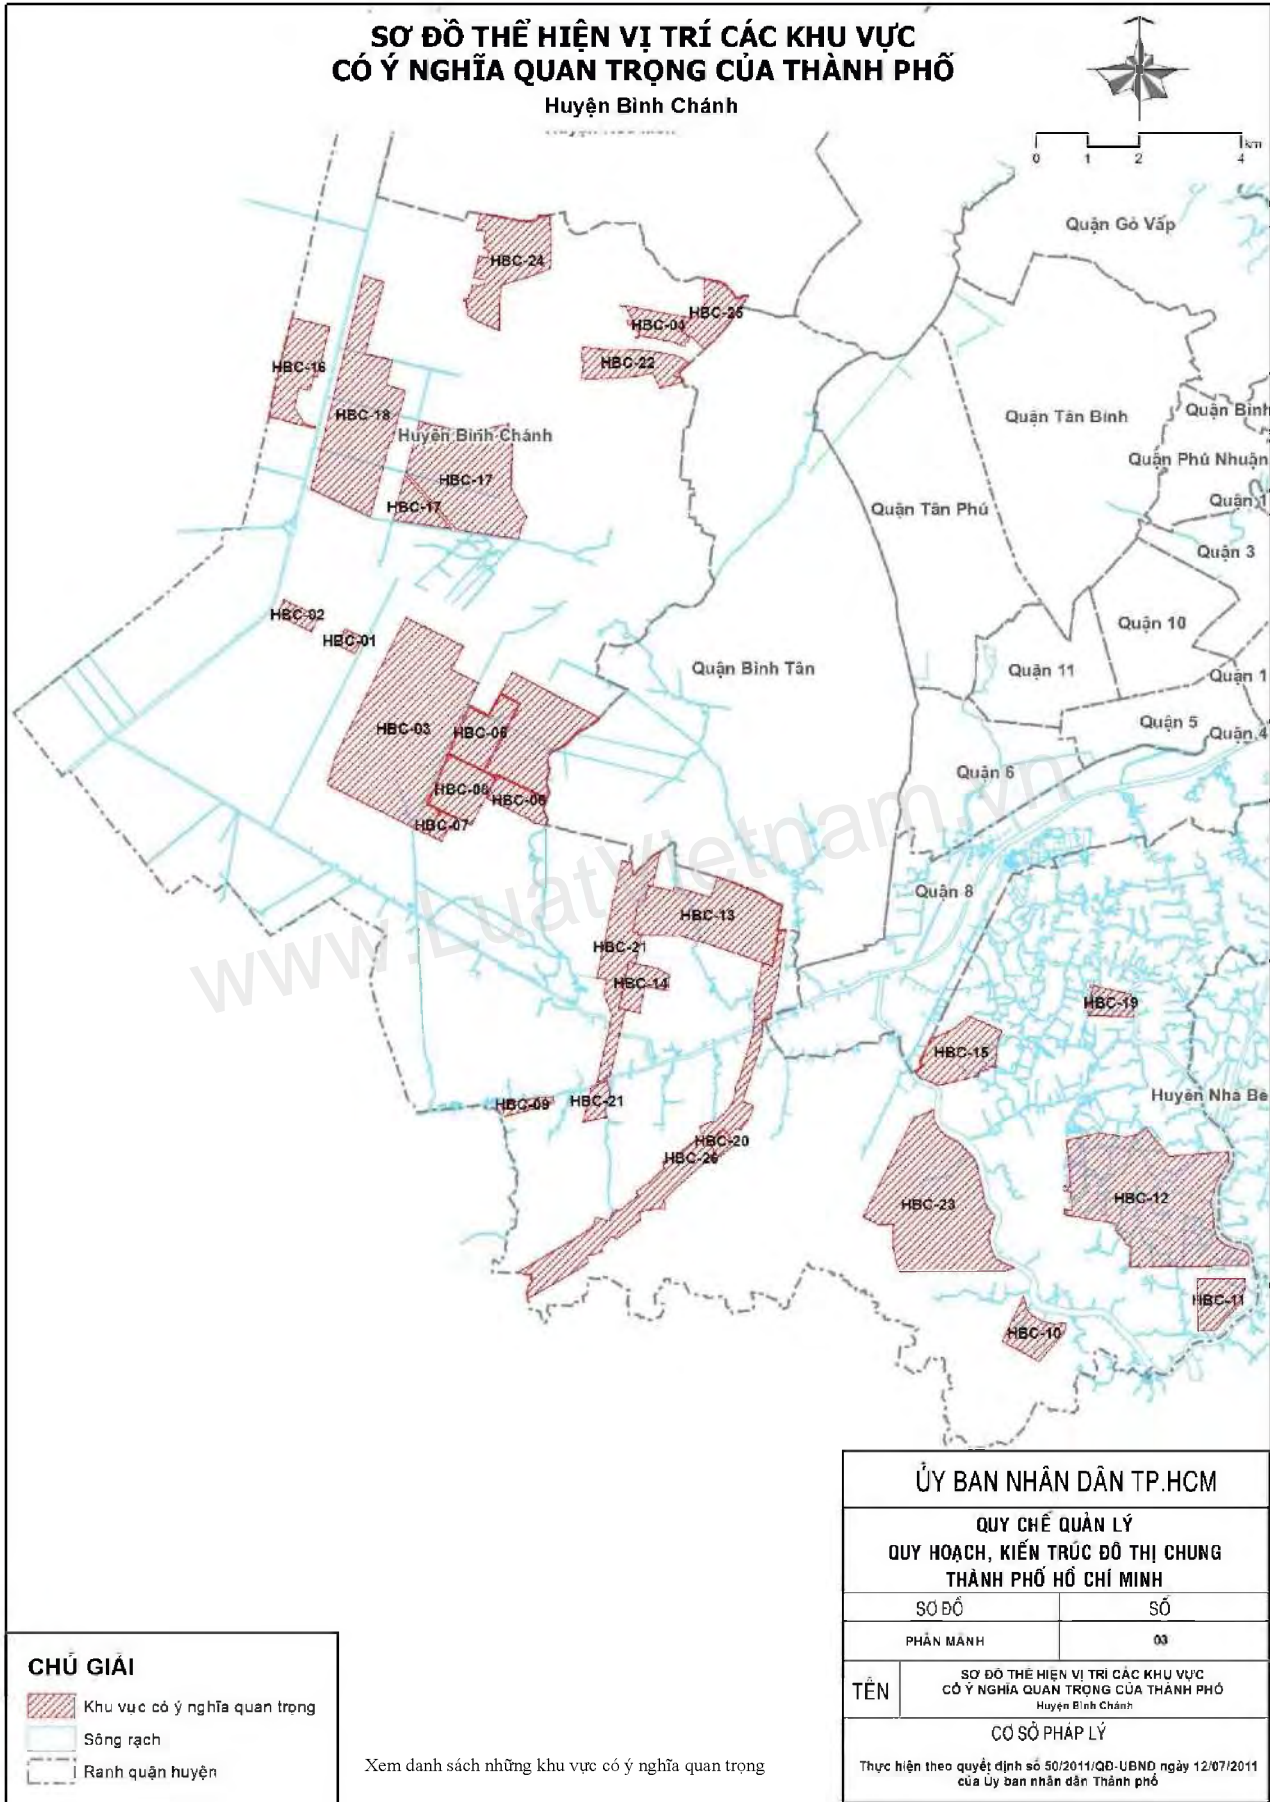 SƠ ĐỒ THỂ HIỆN VỊ TRÍ CÁC KHU VỰC
CÓ Ý NGHĨA QUAN TRỌNG CỦA THÀNH PHỐ
Huyện Bình Chánh
km
0 1 2 4
Quận Gò Vấp
HBC-24
HBC-25
HBC-04
HBC-22
HBC-16
HBC-18
Quận Tân Bình
Quận Bình
Huyện Bình Chánh
Quận Phú Nhuận
HBC-17
HBC-17
Quận 1
Quận Tân Phú
Quận 3
HBC-02
HBC-01
Quận 10
Quận Bình Tân
Quận 11
Quận 1
HBC-03
HBC-05
Quận 5
Quận 4
Quận 6
HBC-08
HBC-06
HBC-07
www.LuatVietnam.vn
Quận 8
HBC-13
HBC-21
HBC-14
HBC-19
HBC-15
Huyện Nhà Bè
HBC-09
HBC-21
HBC-20
HBC-26
HBC-23
HBC-12
HBC-11
HBC-10
ỦY BAN NHÂN DÂN TP.HCM
QUY CHẾ QUẢN LÝ
QUY HOẠCH, KIẾN TRÚC ĐÔ THỊ CHUNG
THÀNH PHỐ HỒ CHÍ MINH
SƠ ĐỒ SỐ
PHÂN MẢNH 03
TÊN
SƠ ĐỒ THỂ HIỆN VỊ TRÍ CÁC KHU VỰC
CÓ Ý NGHĨA QUAN TRỌNG CỦA THÀNH PHỐ
Huyện Bình Chánh
CƠ SỞ PHÁP LÝ
Thực hiện theo quyết định số 50/2011/QĐ-UBND ngày 12/07/2011
của Ủy ban nhân dân Thành phố
CHÚ GIẢI
Khu vực có ý nghĩa quan trọng
Sông rạch
Ranh quận huyện
Xem danh sách những khu vực có ý nghĩa quan trọng